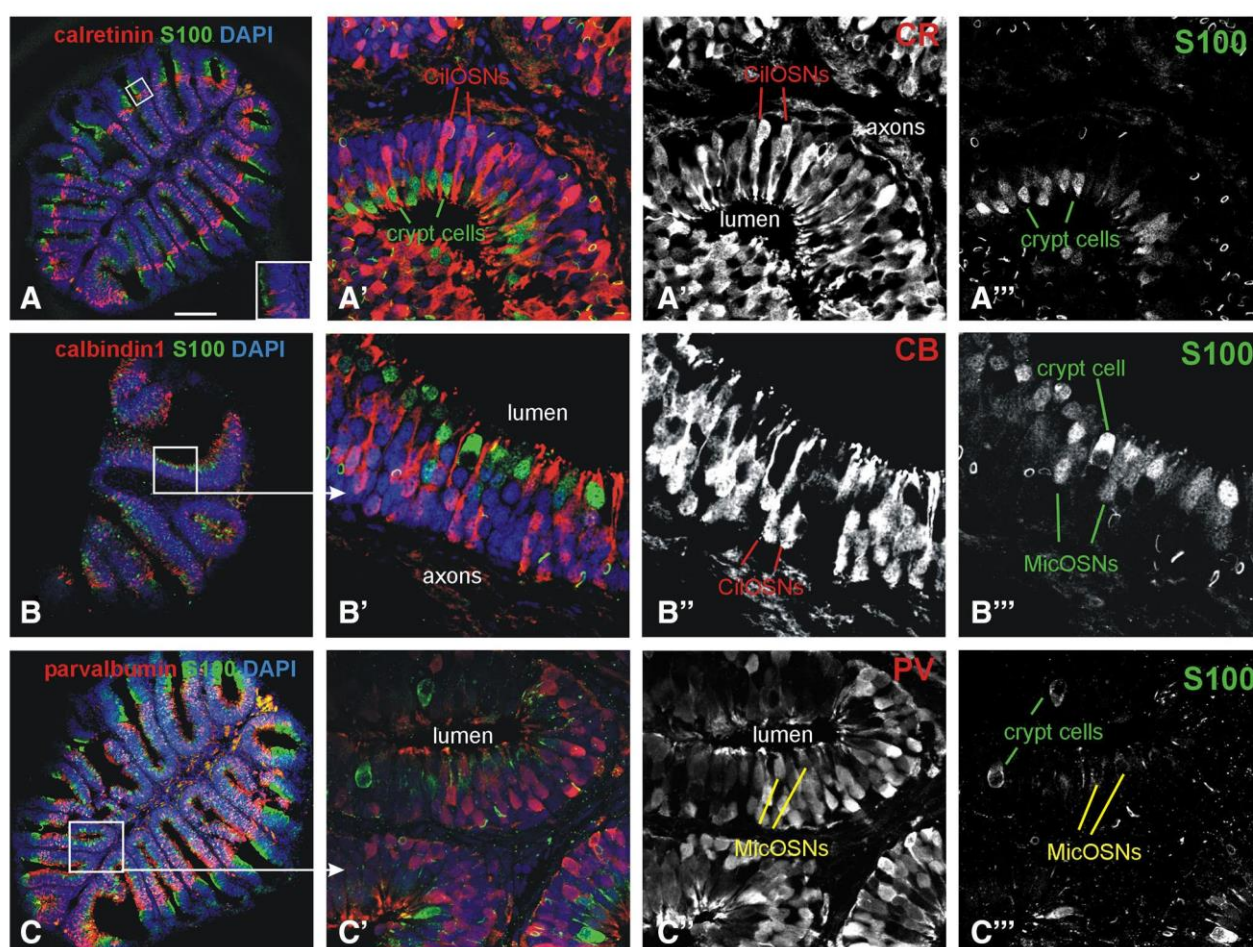 calretinin S100 DAPI
A
CilOSNs
crypt cells
A'
CR
CilOSNs
axons
lumen
A''
S100
crypt cells
A'''
calbindin1 S100 DAPI
B
lumen
axons
B'
CB
CilOSNs
B''
S100
crypt cell
MicOSNs
B'''
parvalbumin S100 DAPI
C
lumen
C'
PV
lumen
MicOSNs
C''
S100
crypt cells
MicOSNs
C'''